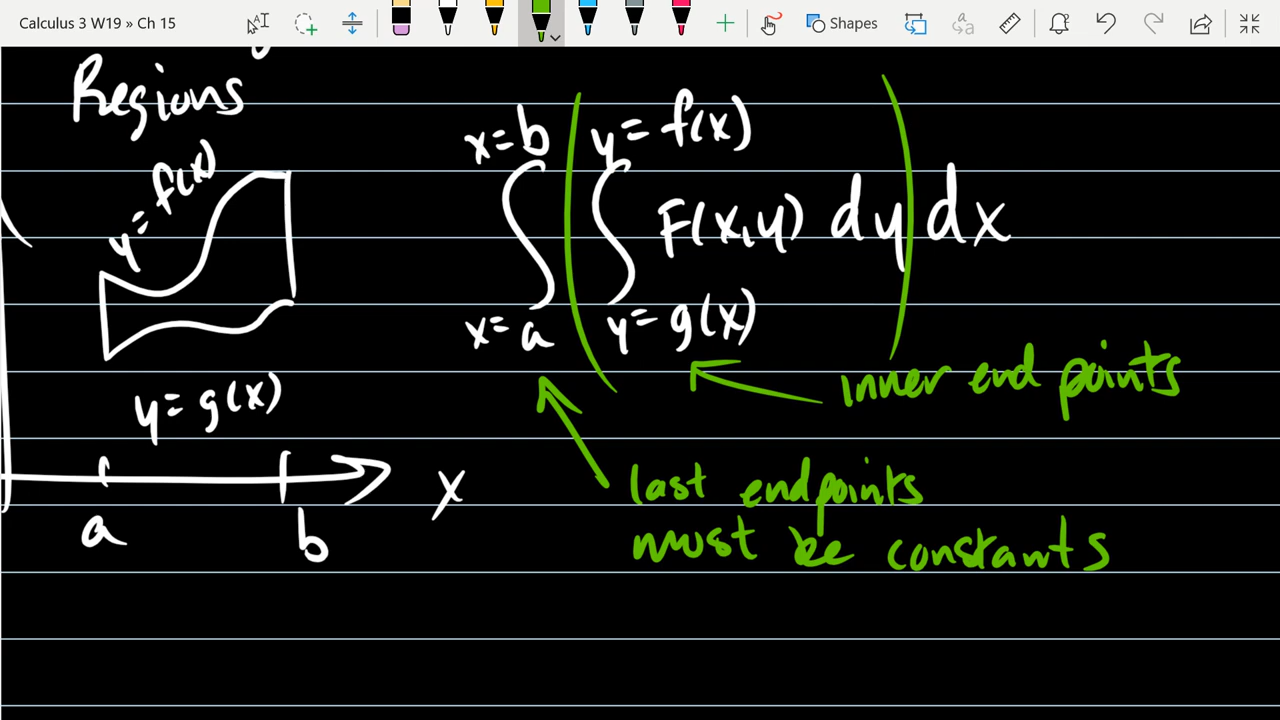 Calculus 3 W19 » Ch 15
Shapes
Regions
y = f(x)
y = g(x)
a
b
x
x = b
y = f(x)
∫ ( ∫ F(x,y) dy ) dx
x = a
y = g(x)
inner end points
last endpoints
must be constants